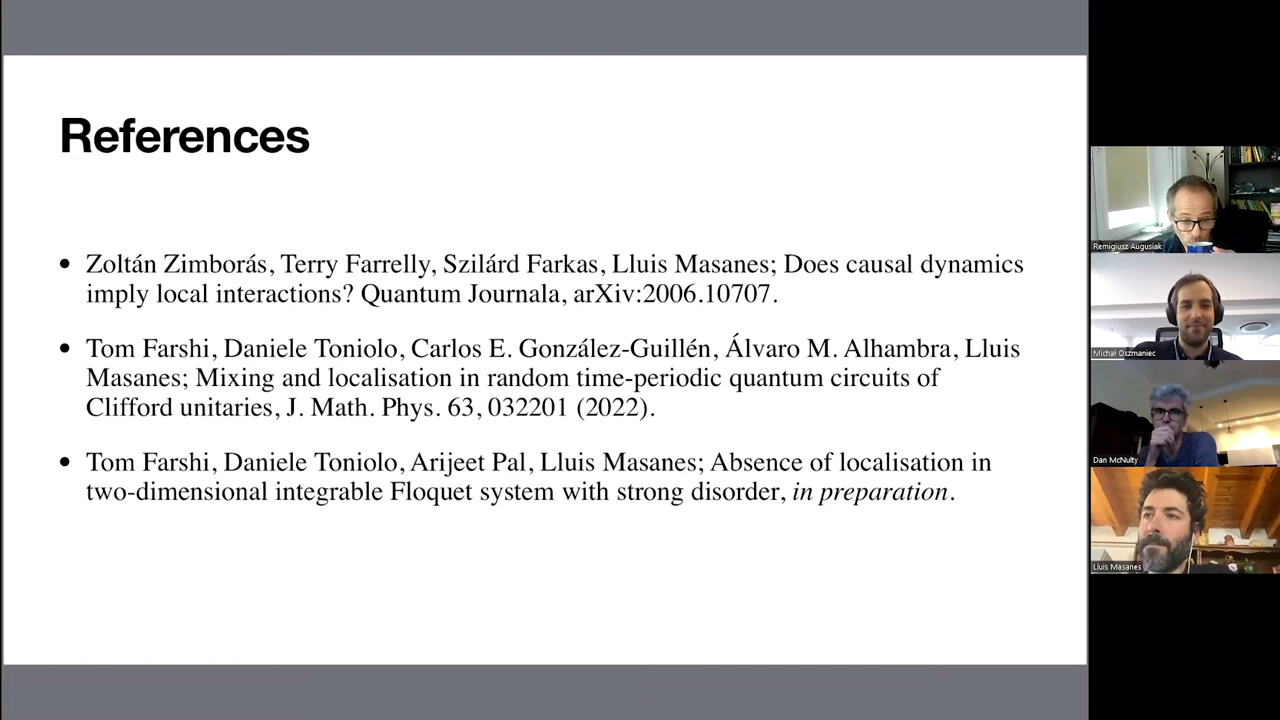 References
• Zoltán Zimborás, Terry Farrelly, Szilárd Farkas, Lluis Masanes; Does causal dynamics
imply local interactions? Quantum Journala, arXiv:2006.10707.
• Tom Farshi, Daniele Toniolo, Carlos E. González-Guillén, Álvaro M. Alhambra, Lluis
Masanes; Mixing and localisation in random time-periodic quantum circuits of
Clifford unitaries, J. Math. Phys. 63, 032201 (2022).
• Tom Farshi, Daniele Toniolo, Arijeet Pal, Lluis Masanes; Absence of localisation in
two-dimensional integrable Floquet system with strong disorder, in preparation.
Remigiusz Augusiak
Michał Oszmaniec
Dan McNulty
Lluis Masanes